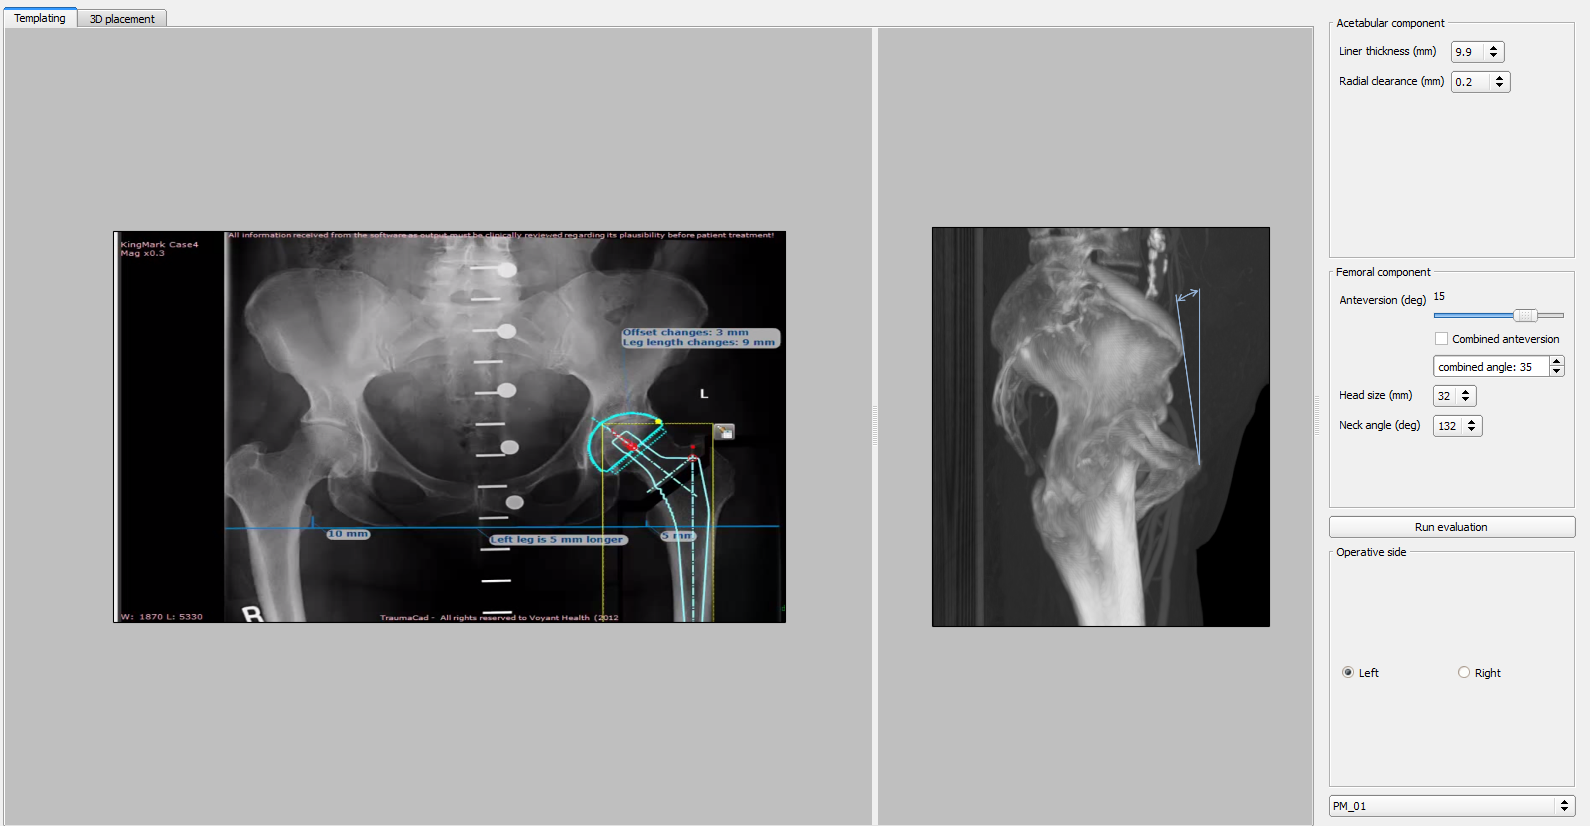 Templating
3D placement
KingMark Case4
Mag x0.3
All information received from the software as output must be clinically reviewed regarding its plausibility before patient treatment!
Offset changes: 3 mm
Leg length changes: 9 mm
L
10 mm
Left leg is 5 mm longer
5 mm
R
W: 1870 L: 5330
TraumaCad - All rights reserved to Voyant Health (2012
Acetabular component
Liner thickness (mm) 9.9
Radial clearance (mm) 0.2
Femoral component
Anteversion (deg) 15
Combined anteversion
combined angle: 35
Head size (mm) 32
Neck angle (deg) 132
Run evaluation
Operative side
Left
Right
PM_01